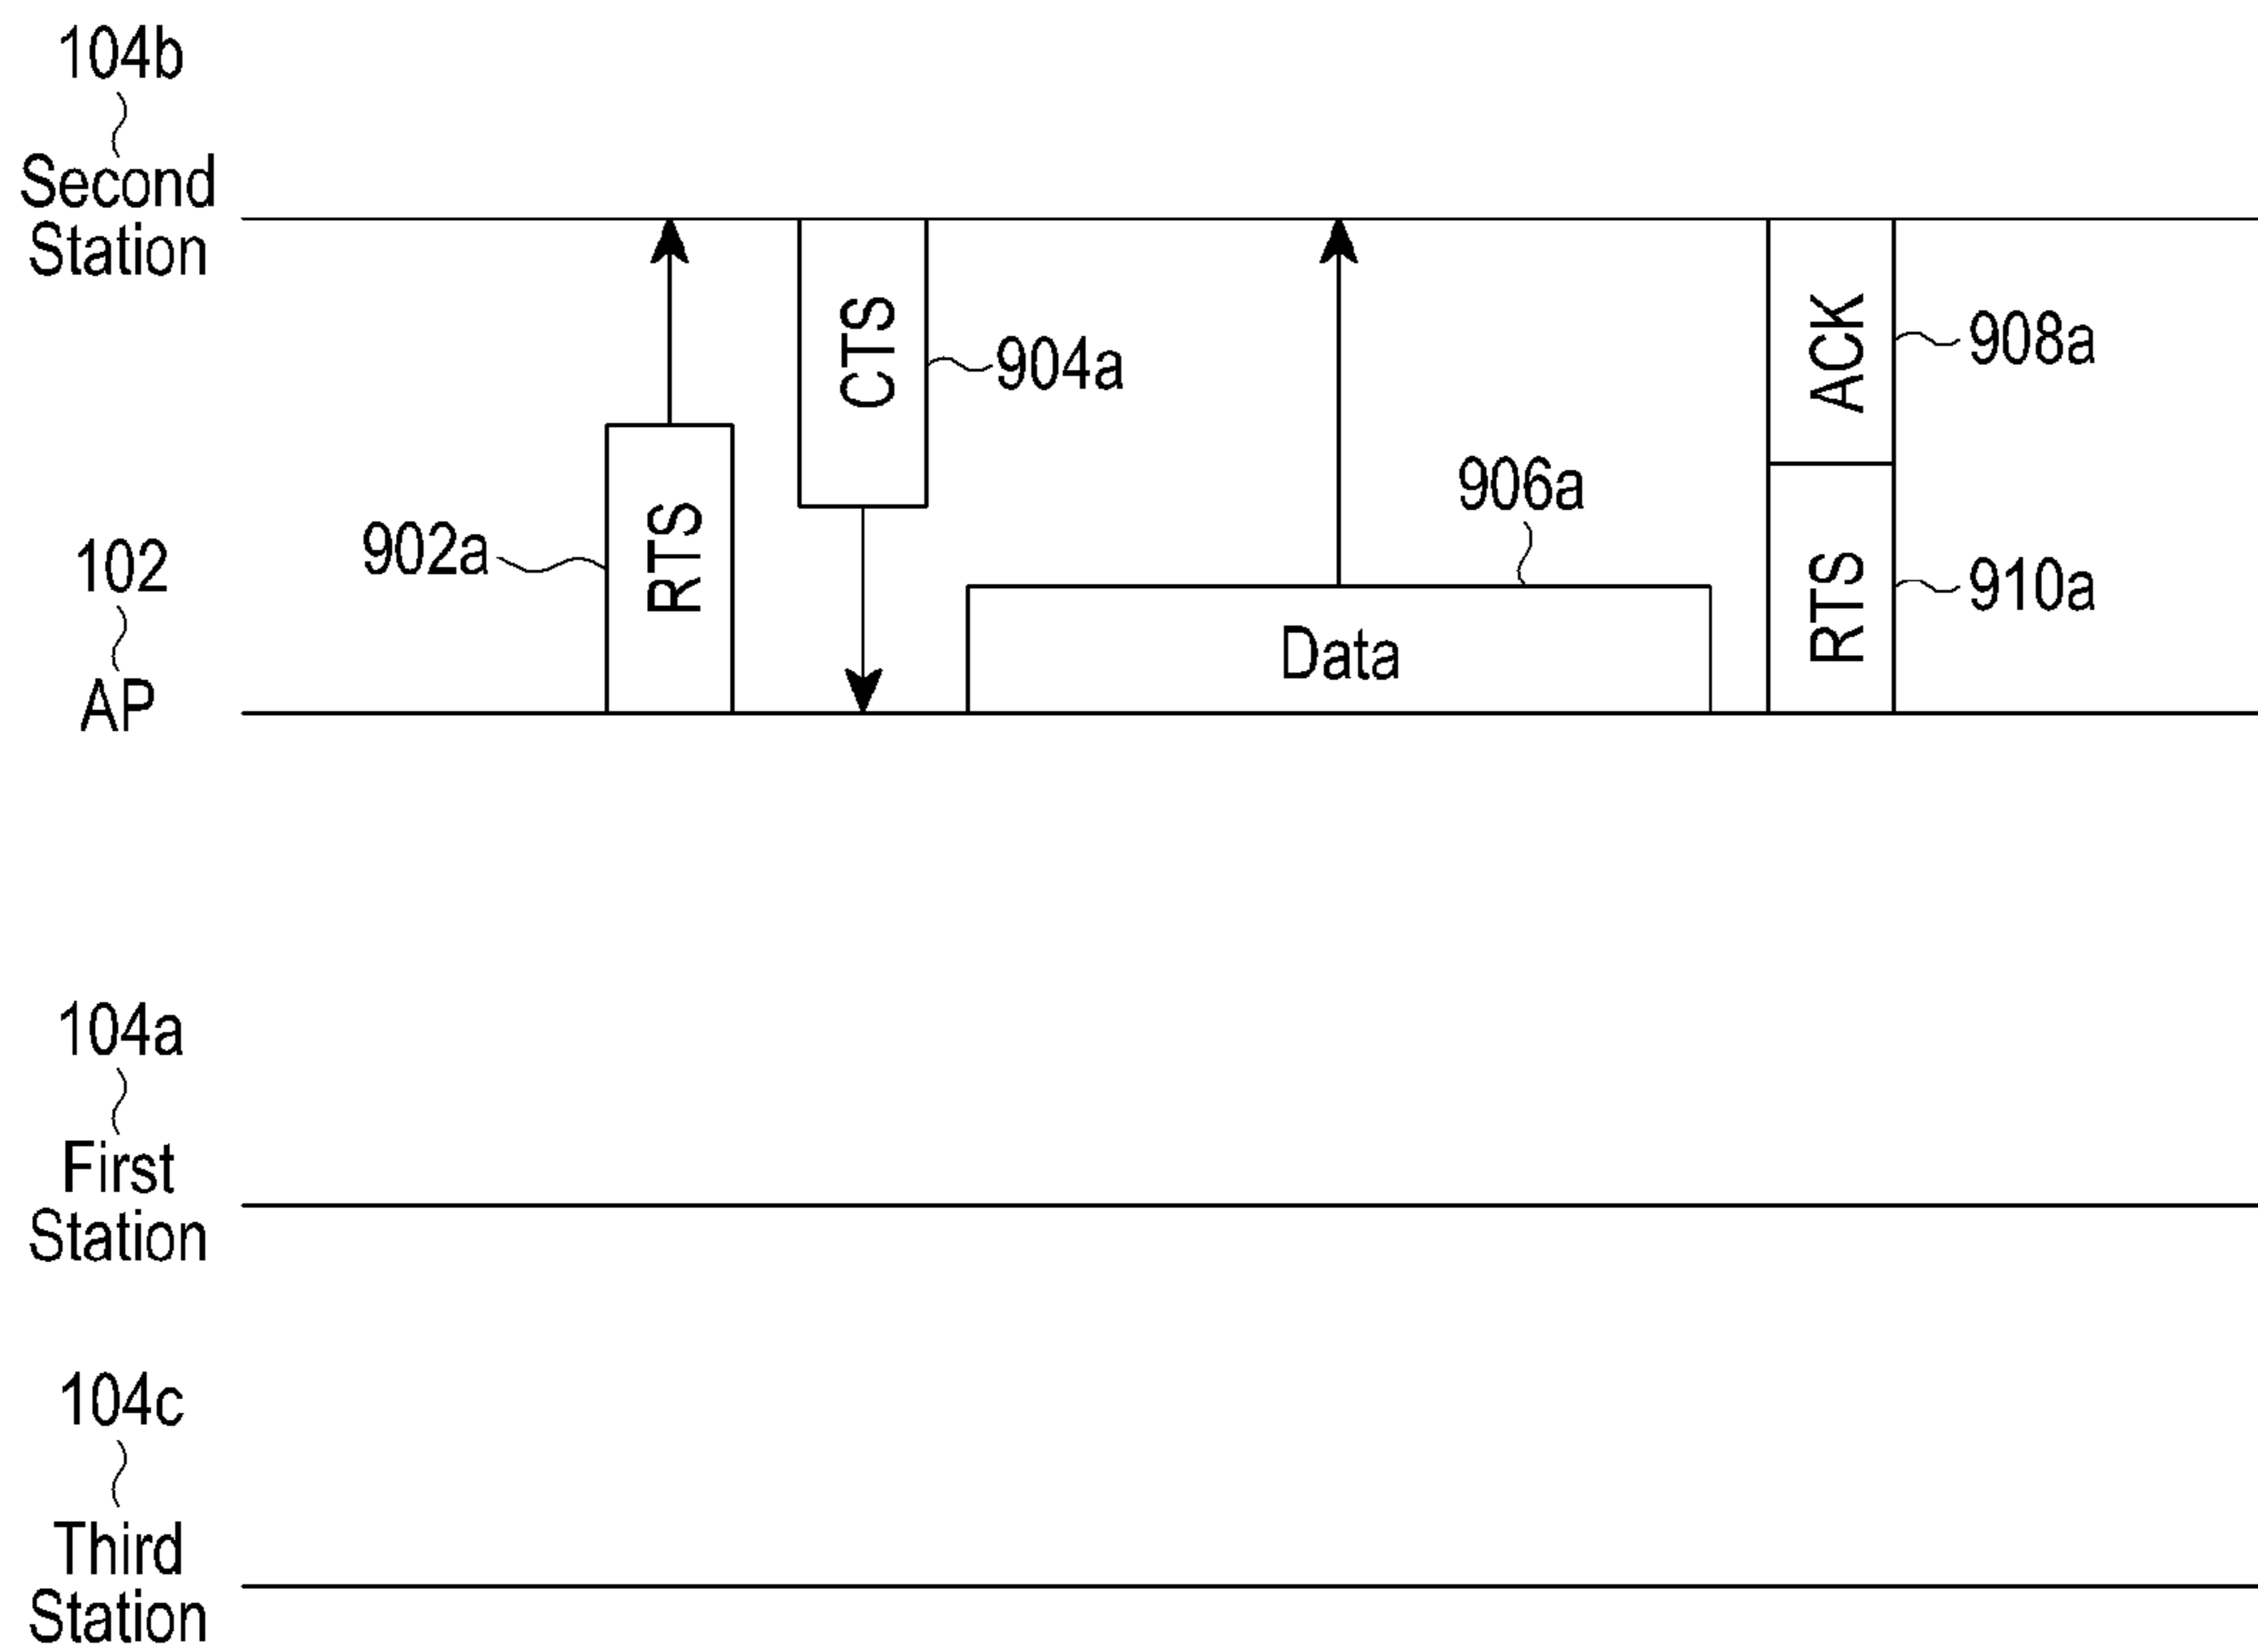 104b
Second
Station
CTS
904a
ACK
908a
906a
902a
RTS
102
AP
Data
RTS
910a
104a
First
Station
104c
Third
Station